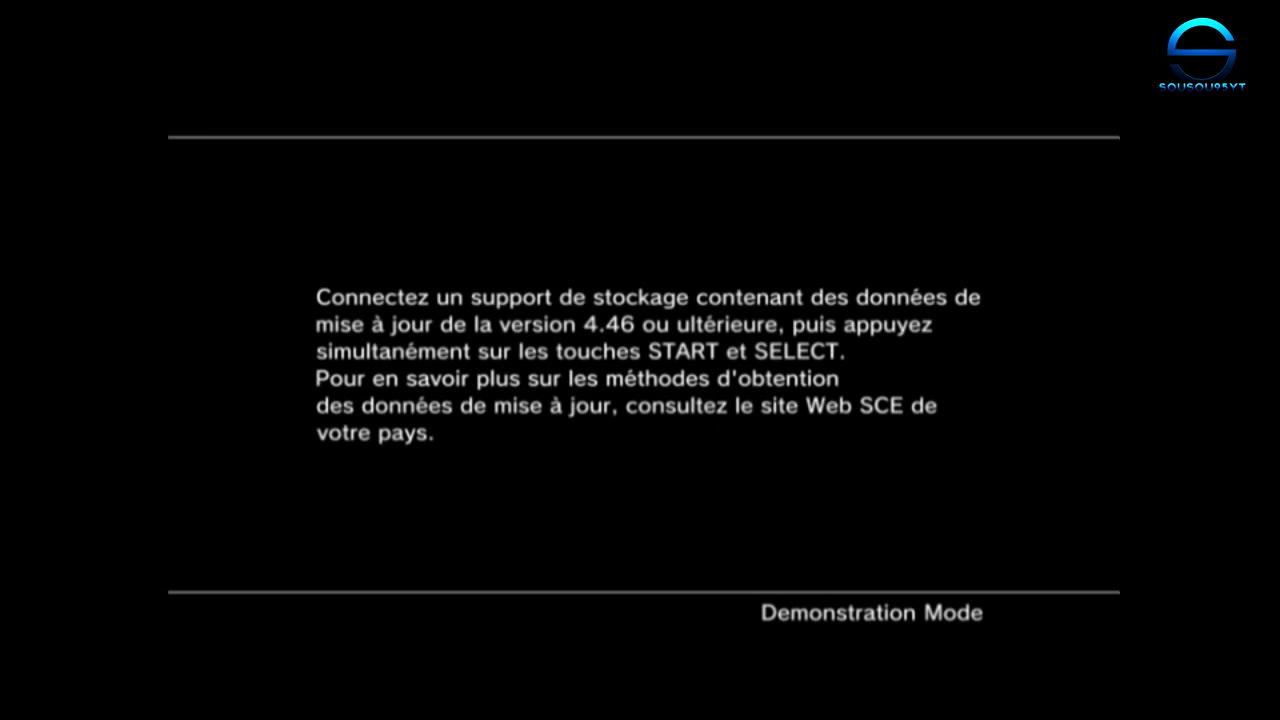 SOUSOU95YT
Connectez un support de stockage contenant des données de
mise à jour de la version 4.46 ou ultérieure, puis appuyez
simultanément sur les touches START et SELECT.
Pour en savoir plus sur les méthodes d'obtention
des données de mise à jour, consultez le site Web SCE de
votre pays.
Demonstration Mode